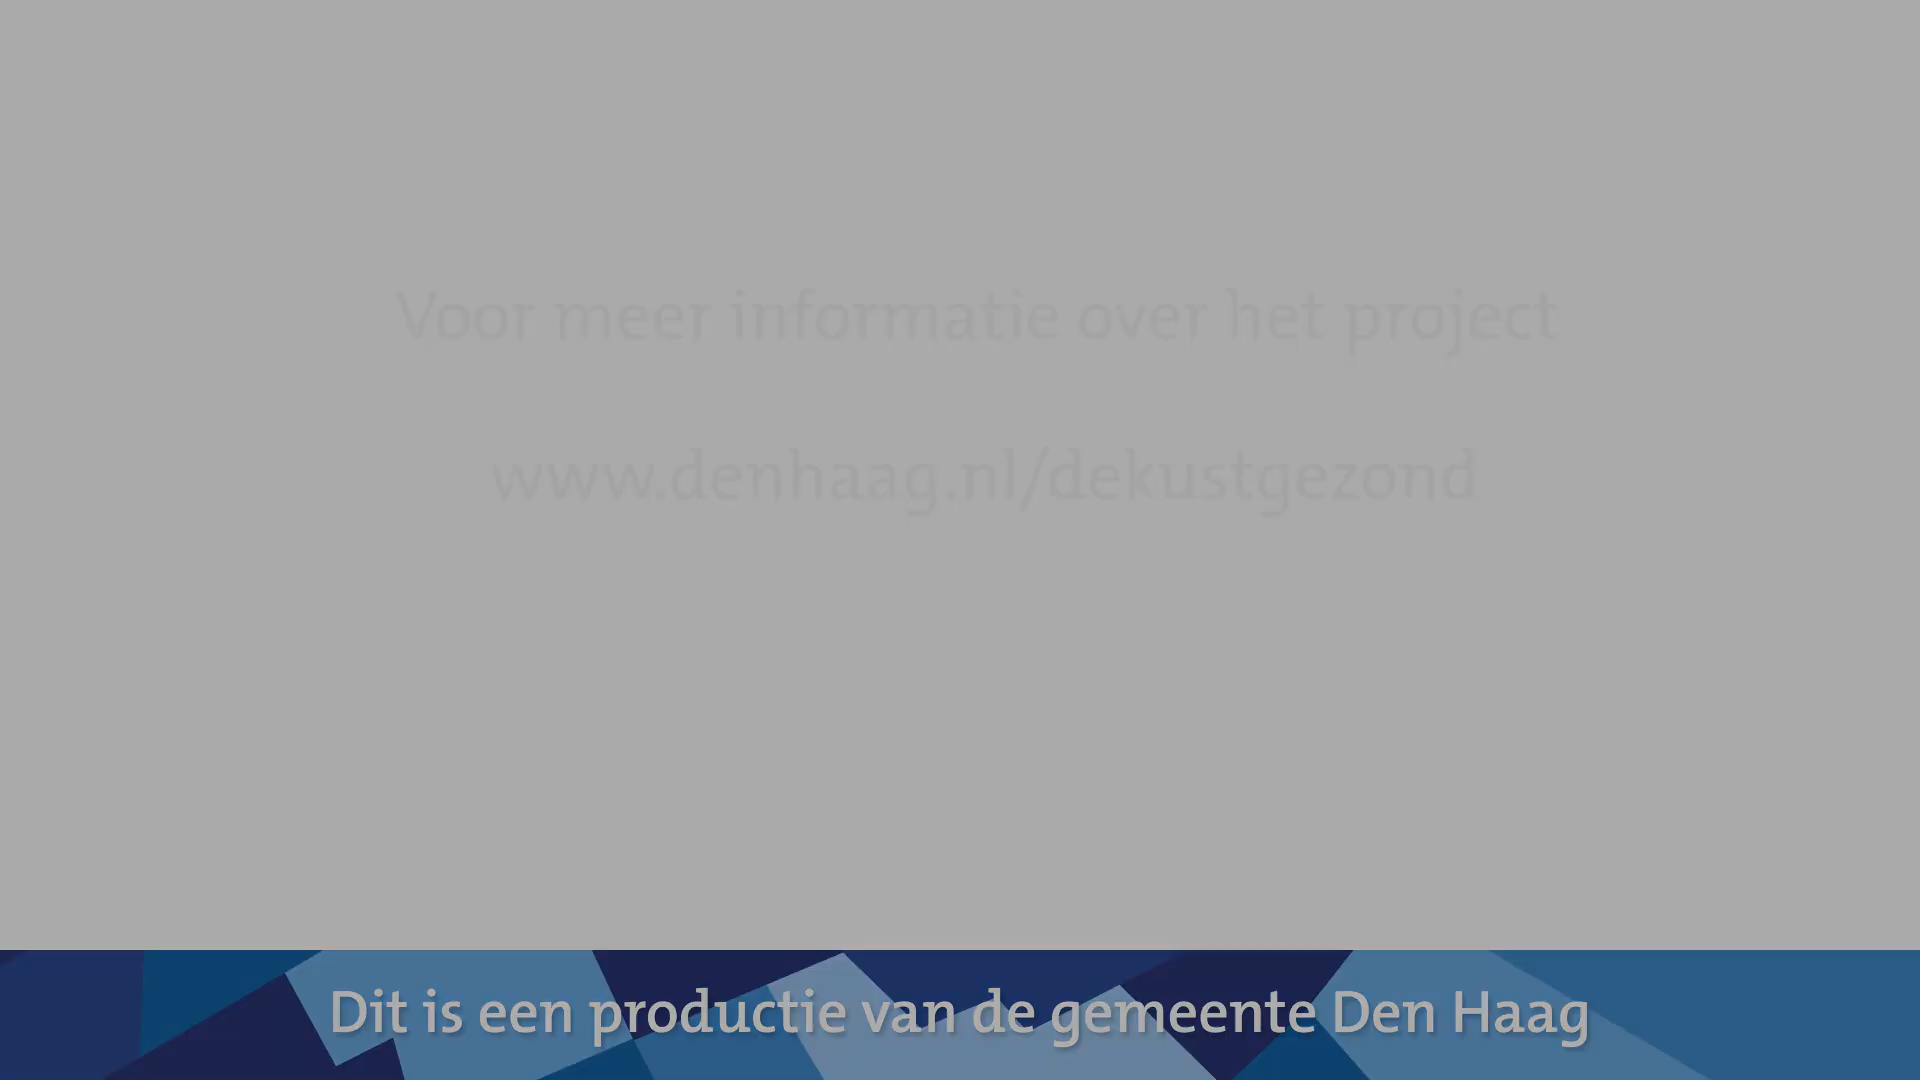 Voor meer informatie over het project
www.denhaag.nl/dekustgezond
Dit is een productie van de gemeente Den Haag